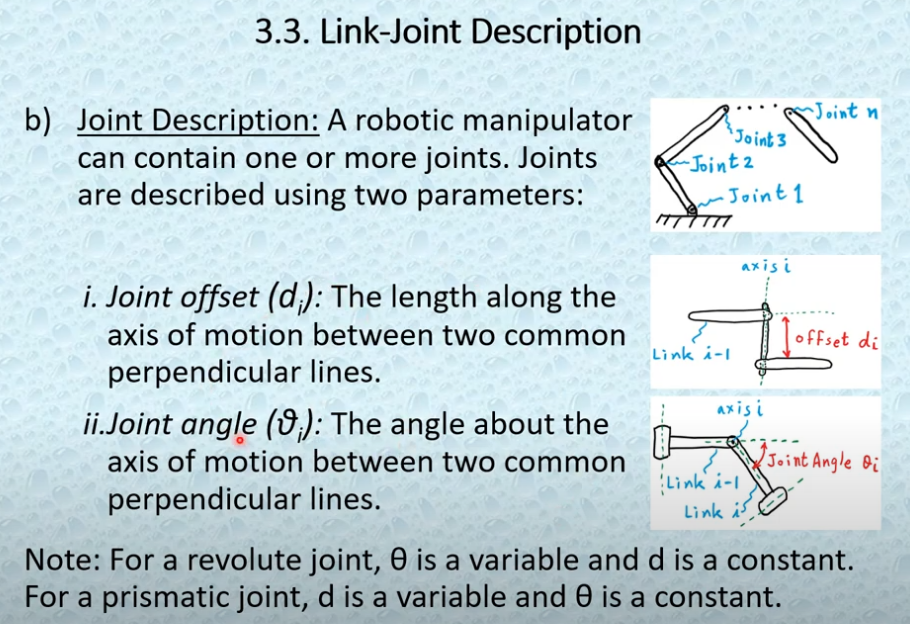 3.3. Link-Joint Description
b) Joint Description: A robotic manipulator
can contain one or more joints. Joints
are described using two parameters:
Joint n
Joint 3
Joint 2
Joint 1
i. Joint offset (di): The length along the
axis of motion between two common
perpendicular lines.
axis i
offset di
Link i-1
ii.Joint angle (ϑi): The angle about the
axis of motion between two common
perpendicular lines.
axis i
Joint Angle θi
Link i-1
Link i
Note: For a revolute joint, θ is a variable and d is a constant.
For a prismatic joint, d is a variable and θ is a constant.